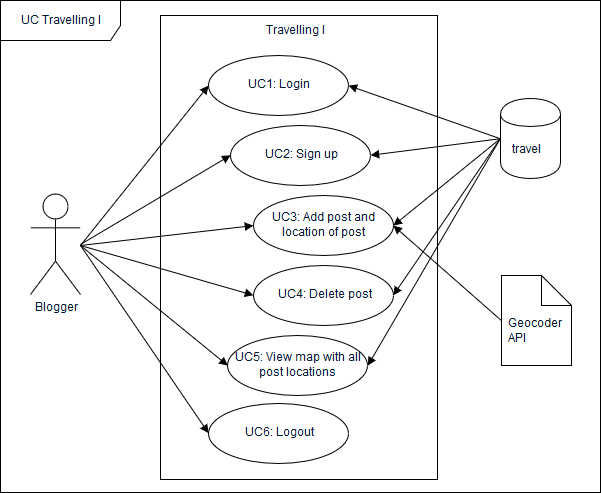 UC Travelling I
Travelling I
UC1: Login
UC2: Sign up
travel
UC3: Add post and
location of post
Blogger
UC4: Delete post
Geocoder
API
UC5: View map with all
post locations
UC6: Logout